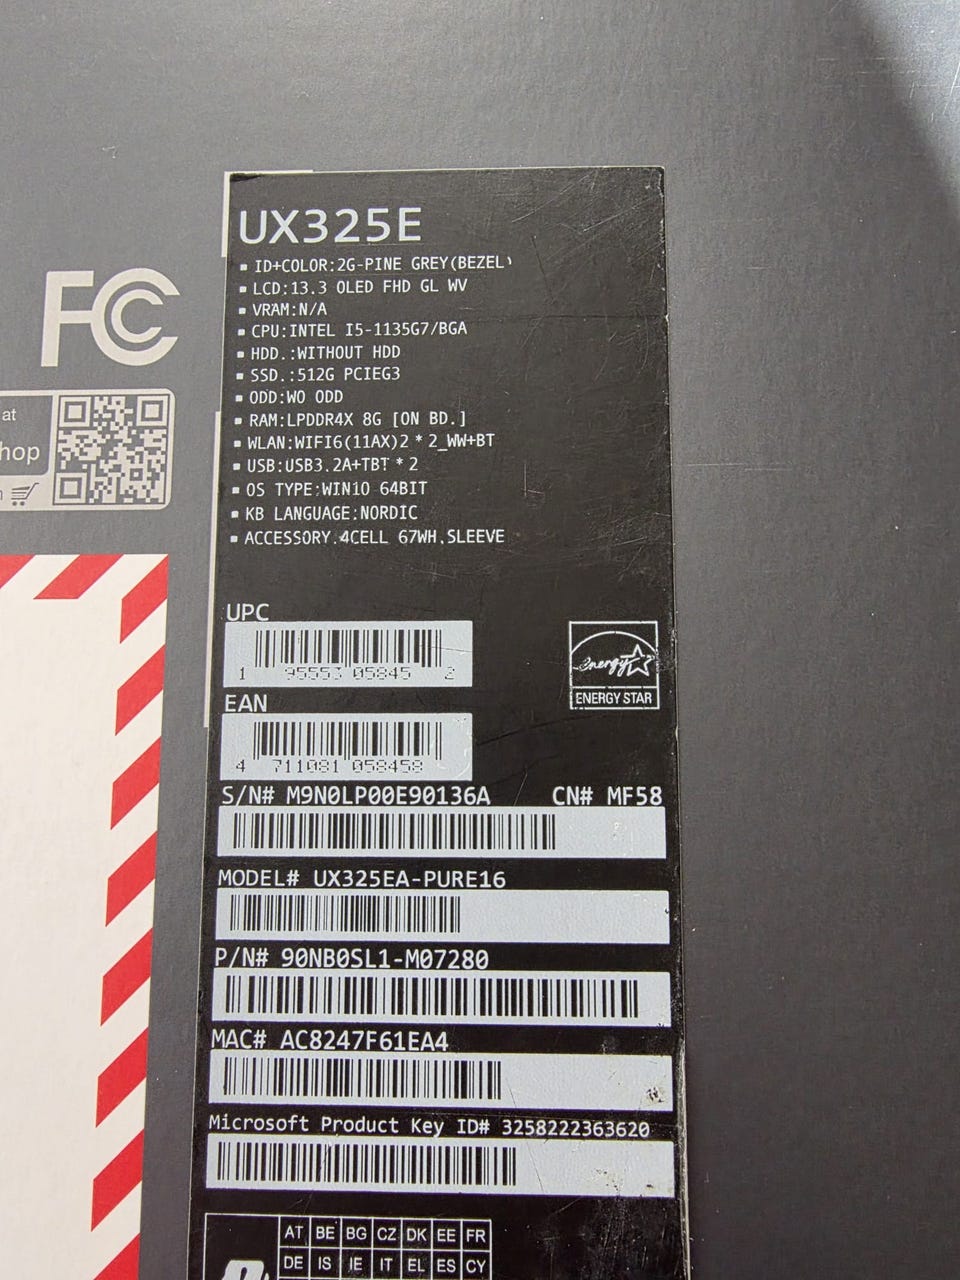 FC
at
hop
UX325E
▪ ID+COLOR:2G-PINE GREY(BEZEL)
▪ LCD:13.3 OLED FHD GL WV
▪ VRAM:N/A
▪ CPU:INTEL I5-1135G7/BGA
▪ HDD.:WITHOUT HDD
▪ SSD.:512G PCIEG3
▪ ODD:WO ODD
▪ RAM:LPDDR4X 8G [ON BD.]
▪ WLAN:WIFI6(11AX)2*2_WW+BT
▪ USB:USB3.2A+TBT*2
▪ OS TYPE:WIN10 64BIT
▪ KB LANGUAGE:NORDIC
▪ ACCESSORY:4CELL 67WH,SLEEVE
UPC
1 95553 05845 2
energy
ENERGY STAR
EAN
4 711081 058458
S/N# M9N0LP00E90136A CN# MF58
MODEL# UX325EA-PURE16
P/N# 90NB0SL1-M07280
MAC# AC8247F61EA4
Microsoft Product Key ID# 3258222363620
AT BE BG CZ DK EE FR
DE IS IE IT EL ES CY